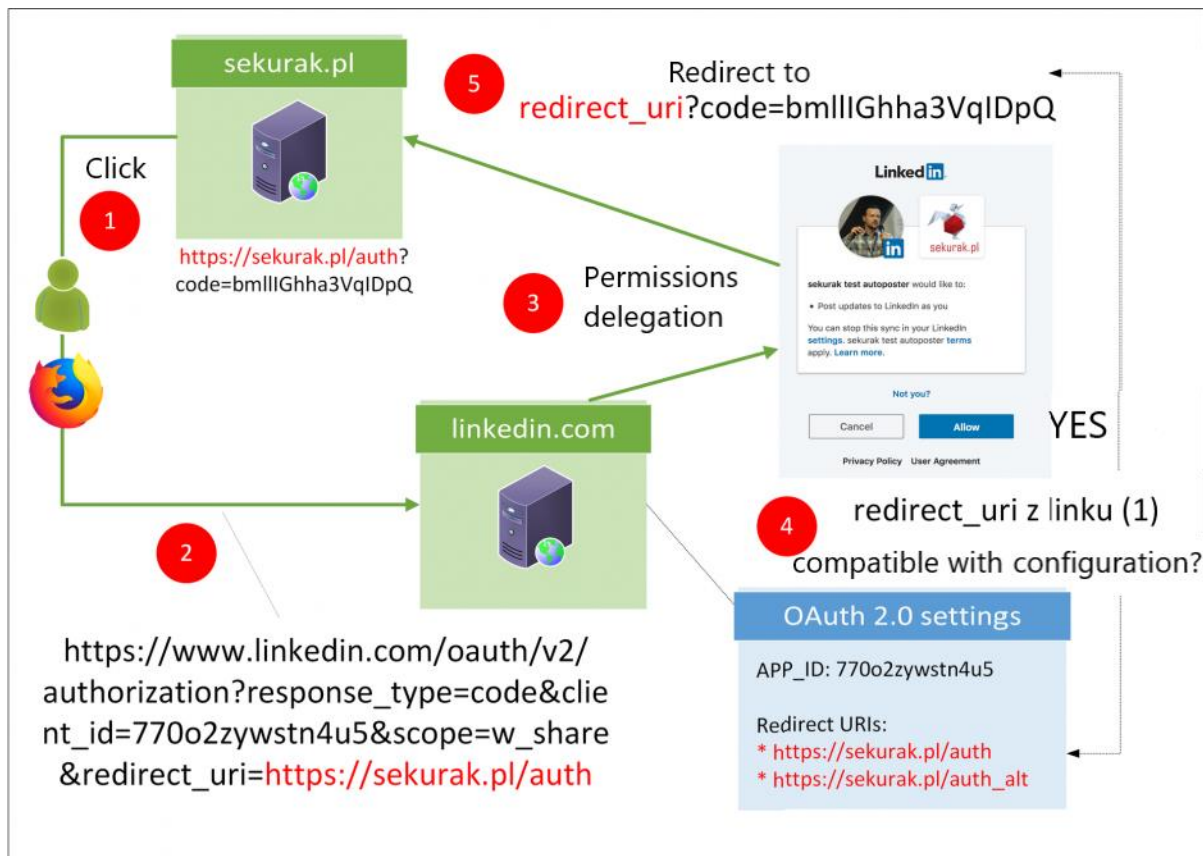 sekurak.pl
5
Redirect to
redirect_uri?code=bmllIGhha3VqIDpQ
Click
1
https://sekurak.pl/auth?
code=bmllIGhha3VqIDpQ
3
Permissions
delegation
Linked in
in
sekurak.pl
sekurak test autoposter would like to:
• Post updates to LinkedIn as you
You can stop this sync in your LinkedIn
settings. sekurak test autoposter terms
apply. Learn more.
Not you?
Cancel
Allow
YES
Privacy Policy User Agreement
linkedin.com
2
4
redirect_uri z linku (1)
compatible with configuration?
https://www.linkedin.com/oauth/v2/
authorization?response_type=code&clie
nt_id=770o2zywstn4u5&scope=w_share
&redirect_uri=https://sekurak.pl/auth
OAuth 2.0 settings
APP_ID: 770o2zywstn4u5
Redirect URIs:
* https://sekurak.pl/auth
* https://sekurak.pl/auth_alt